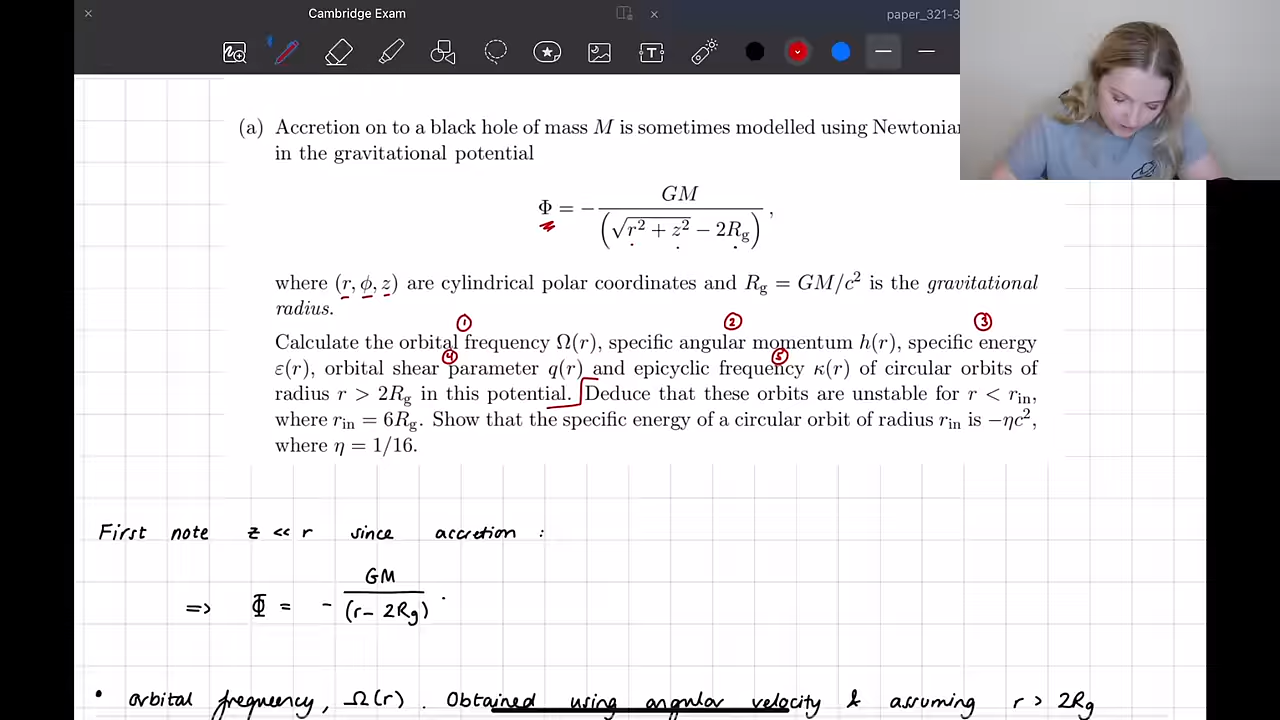 Cambridge Exam
paper_321-3
(a) Accretion on to a black hole of mass M is sometimes modelled using Newtonian
in the gravitational potential
Φ = − GM / (√(r² + z²) − 2R_g) ,
where (r, ϕ, z) are cylindrical polar coordinates and R_g = GM/c² is the gravitational
radius.
① ② ③
Calculate the orbital frequency Ω(r), specific angular momentum h(r), specific energy
④ ⑤
ε(r), orbital shear parameter q(r) and epicyclic frequency κ(r) of circular orbits of
radius r > 2R_g in this potential. Deduce that these orbits are unstable for r < r_in,
where r_in = 6R_g. Show that the specific energy of a circular orbit of radius r_in is −ηc²,
where η = 1/16.
First note z << r since accretion :
=> Φ = - GM / (r - 2Rg) .
• orbital frequency, Ω(r). Obtained using angular velocity & assuming r > 2Rg